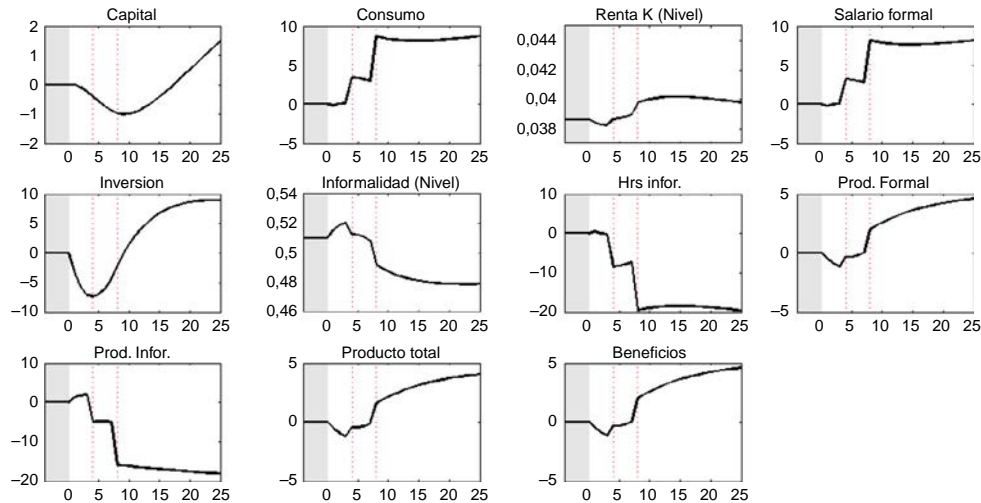 Capital
2
1
0
–1
–2
0 5 10 15 20 25
Consumo
10
5
0
–5
0 5 10 15 20 25
Renta K (Nivel)
0,044
0,042
0,04
0,038
0 5 10 15 20 25
Salario formal
10
5
0
–5
0 5 10 15 20 25
Inversion
10
5
0
–5
–10
0 5 10 15 20 25
Informalidad (Nivel)
0,54
0,52
0,5
0,48
0,46
0 5 10 15 20 25
Hrs infor.
10
0
–10
–20
0 5 10 15 20 25
Prod. Formal
5
0
–5
0 5 10 15 20 25
Prod. Infor.
10
0
–10
–20
0 5 10 15 20 25
Producto total
5
0
–5
0 5 10 15 20 25
Beneficios
5
0
–5
0 5 10 15 20 25